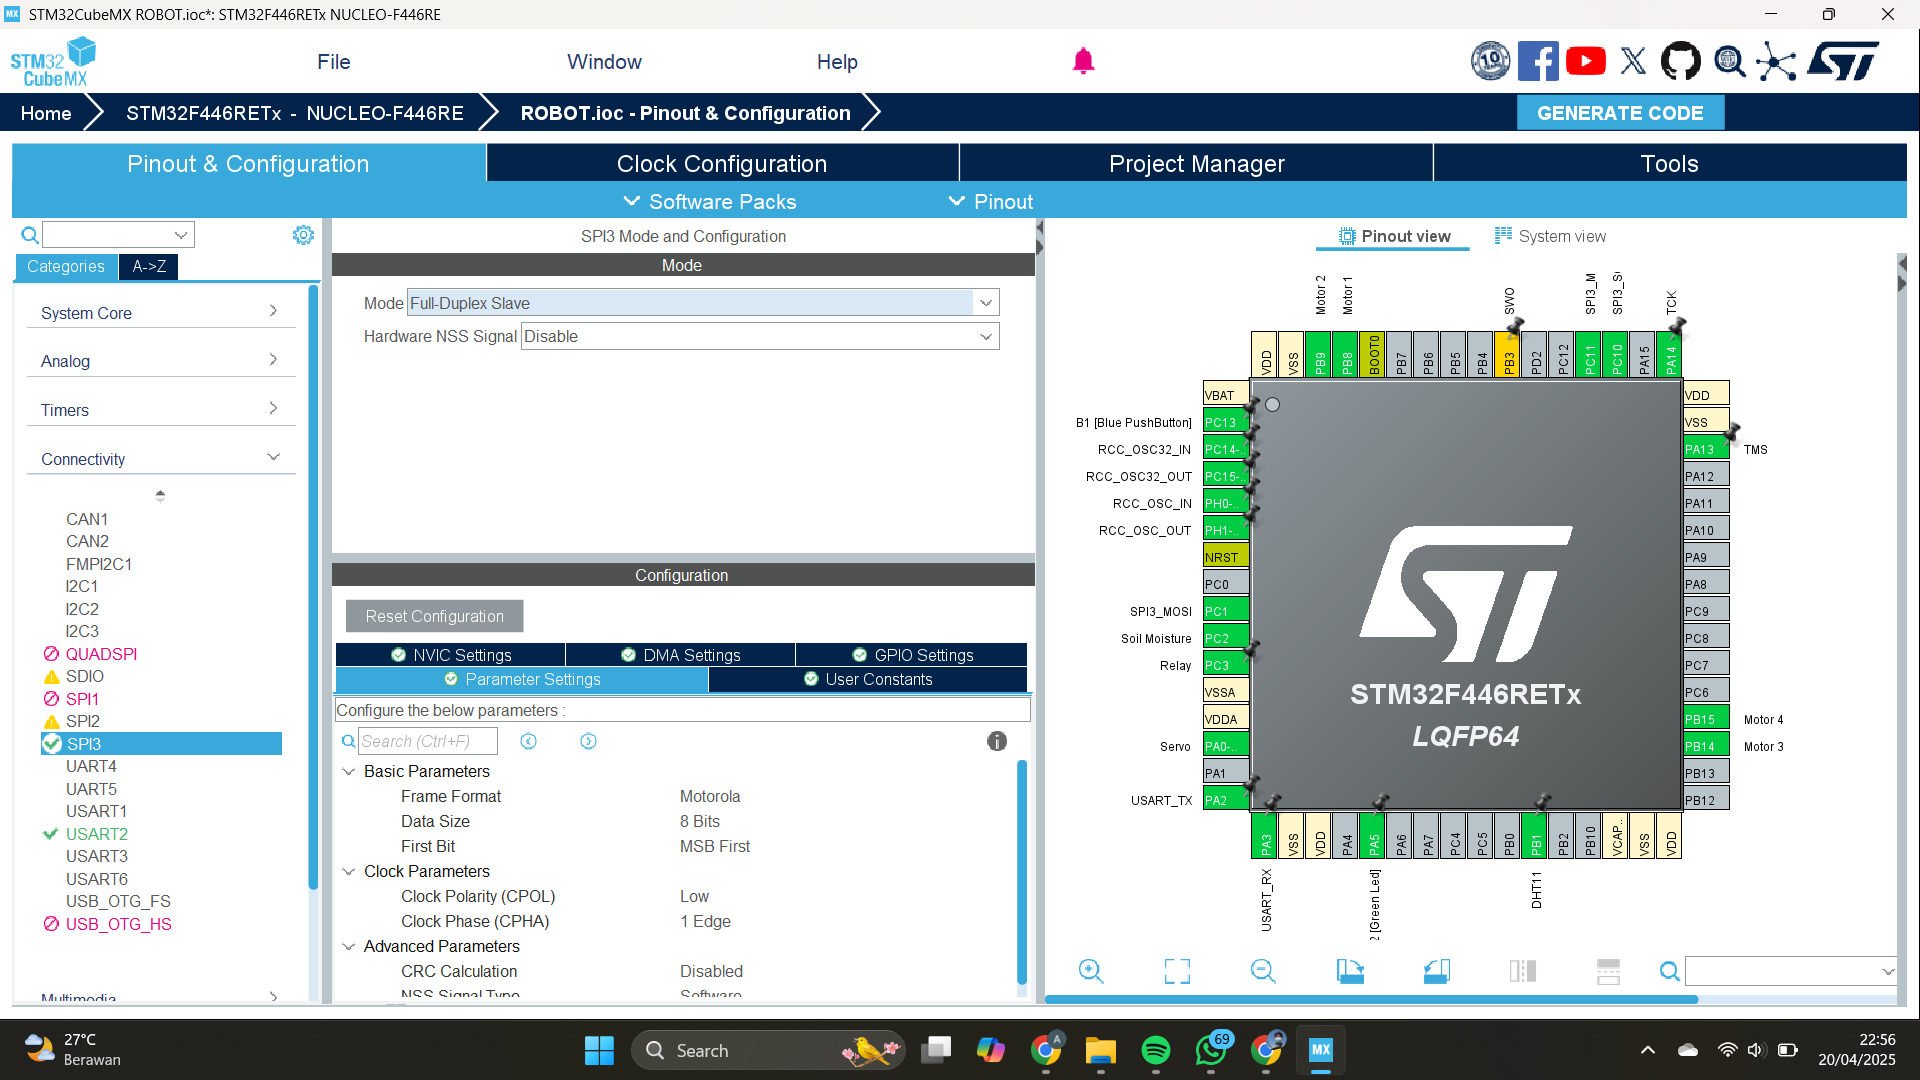 STM32CubeMX ROBOT.ioc*: STM32F446RETx NUCLEO-F446RE
STM32 CubeMX
File
Window
Help
Home
STM32F446RETx - NUCLEO-F446RE
ROBOT.ioc - Pinout & Configuration
GENERATE CODE
Pinout & Configuration
Clock Configuration
Project Manager
Tools
Software Packs
Pinout
Categories
A->Z
System Core
Analog
Timers
Connectivity
CAN1
CAN2
FMPI2C1
I2C1
I2C2
I2C3
QUADSPI
SDIO
SPI1
SPI2
SPI3
UART4
UART5
USART1
USART2
USART3
USART6
USB_OTG_FS
USB_OTG_HS
Multimedia
SPI3 Mode and Configuration
Mode
Mode Full-Duplex Slave
Hardware NSS Signal Disable
Configuration
Reset Configuration
NVIC Settings
DMA Settings
GPIO Settings
Parameter Settings
User Constants
Configure the below parameters :
Search (Ctrl+F)
Basic Parameters
Frame Format Motorola
Data Size 8 Bits
First Bit MSB First
Clock Parameters
Clock Polarity (CPOL) Low
Clock Phase (CPHA) 1 Edge
Advanced Parameters
CRC Calculation Disabled
NSS Signal Type Software
Pinout view
System view
Motor 2
Motor 1
SWO
SPI3_M
SPI3_S
TCK
VDD
VSS
PB9
PB8
BOOT0
PB7
PB6
PB5
PB4
PB3
PD2
PC12
PC11
PC10
PA15
PA14
VBAT
B1 [Blue PushButton] PC13
RCC_OSC32_IN PC14-..
RCC_OSC32_OUT PC15-..
RCC_OSC_IN PH0-..
RCC_OSC_OUT PH1-..
NRST
PC0
SPI3_MOSI PC1
Soil Moisture PC2
Relay PC3
VSSA
VDDA
Servo PA0-..
PA1
USART_TX PA2
VDD
VSS
PA13 TMS
PA12
PA11
PA10
PA9
PA8
PC9
PC8
PC7
PC6
PB15 Motor 4
PB14 Motor 3
PB13
PB12
STM32F446RETx
LQFP64
PA3
VSS
VDD
PA4
PA5
PA6
PA7
PC4
PC5
PB0
PB1
PB2
PB10
VCAP..
VSS
VDD
USART_RX
2 [Green Led]
DHT11
27°C
Berawan
Search
69
MX
22:56
20/04/2025